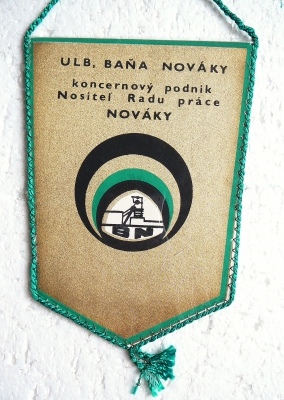 ULB, BAŇA NOVÁKY
koncernový podnik
Nositeľ Radu práce
NOVÁKY
BN